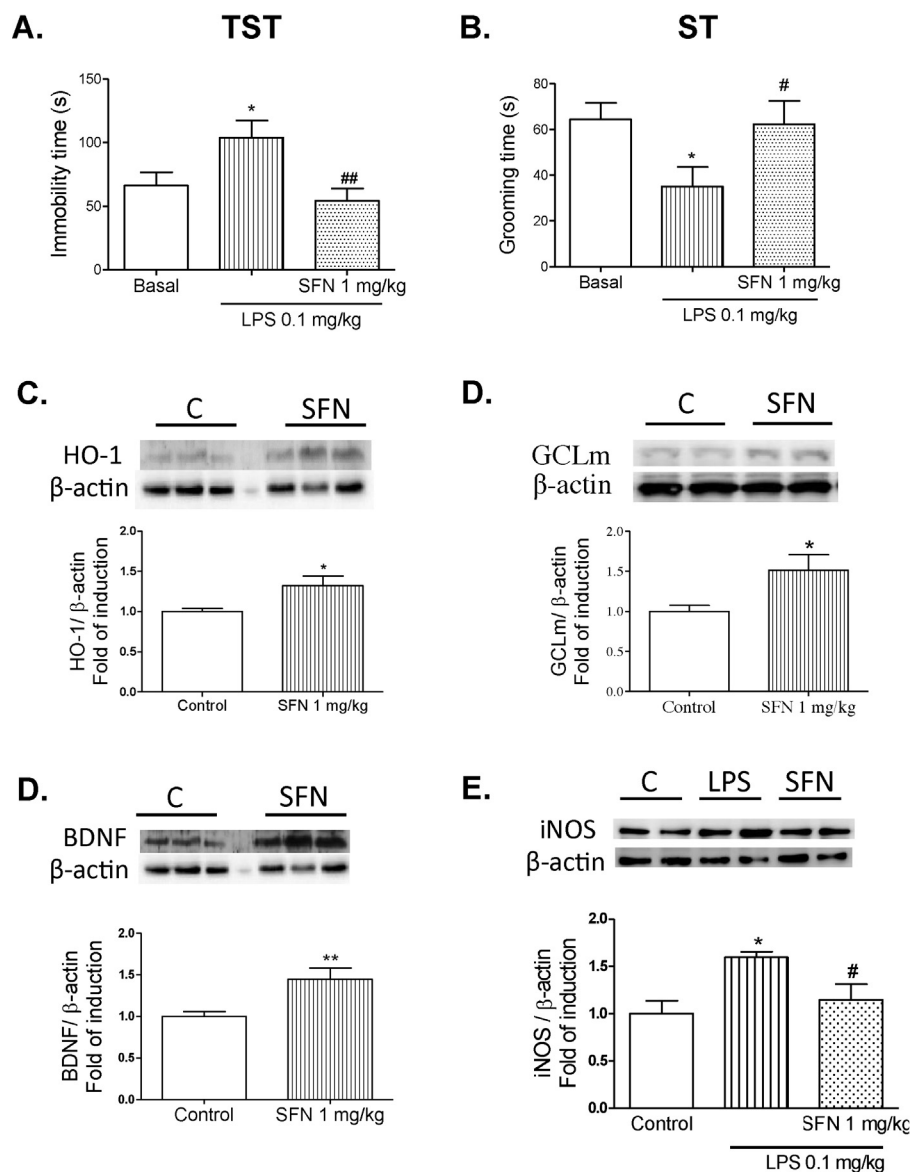 A. TST
150
100
50
0
Immobility time (s)
*
##
Basal
SFN 1 mg/kg
LPS 0.1 mg/kg
B. ST
80
60
40
20
0
Grooming time (s)
*
#
Basal
SFN 1 mg/kg
LPS 0.1 mg/kg
C.
C SFN
HO-1
β-actin
2.0
1.5
1.0
0.5
0.0
HO-1/ β-actin
Fold of induction
*
Control
SFN 1 mg/kg
D.
C SFN
GCLm
β-actin
2.0
1.5
1.0
0.5
0.0
GCLm/ β-actin
Fold of induction
*
Control
SFN 1 mg/kg
D.
C SFN
BDNF
β-actin
2.0
1.5
1.0
0.5
0.0
BDNF/ β-actin
Fold of induction
**
Control
SFN 1 mg/kg
E.
C LPS SFN
iNOS
β-actin
2.0
1.5
1.0
0.5
0.0
iNOS / β-actin
Fold of induction
*
#
Control
SFN 1 mg/kg
LPS 0.1 mg/kg